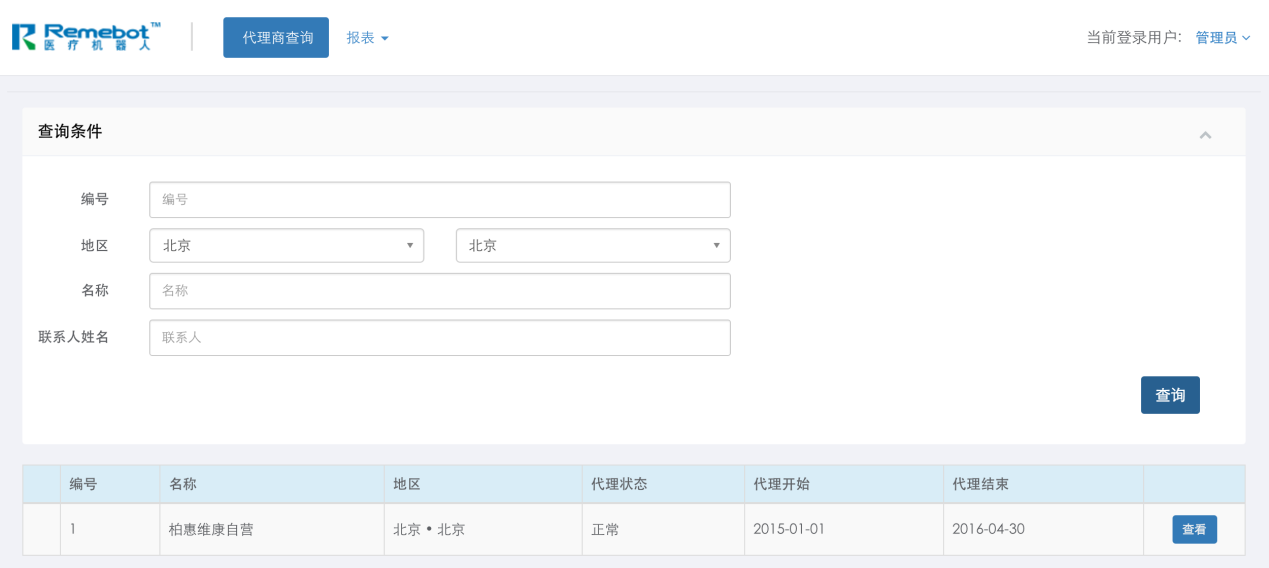 Remebot™
医疗机器人
代理商查询 报表 当前登录用户: 管理员
查询条件
编号 编号
地区 北京 北京
名称 名称
联系人姓名 联系人
查询
编号 名称 地区 代理状态 代理开始 代理结束
1 柏惠维康自营 北京 • 北京 正常 2015-01-01 2016-04-30 查看